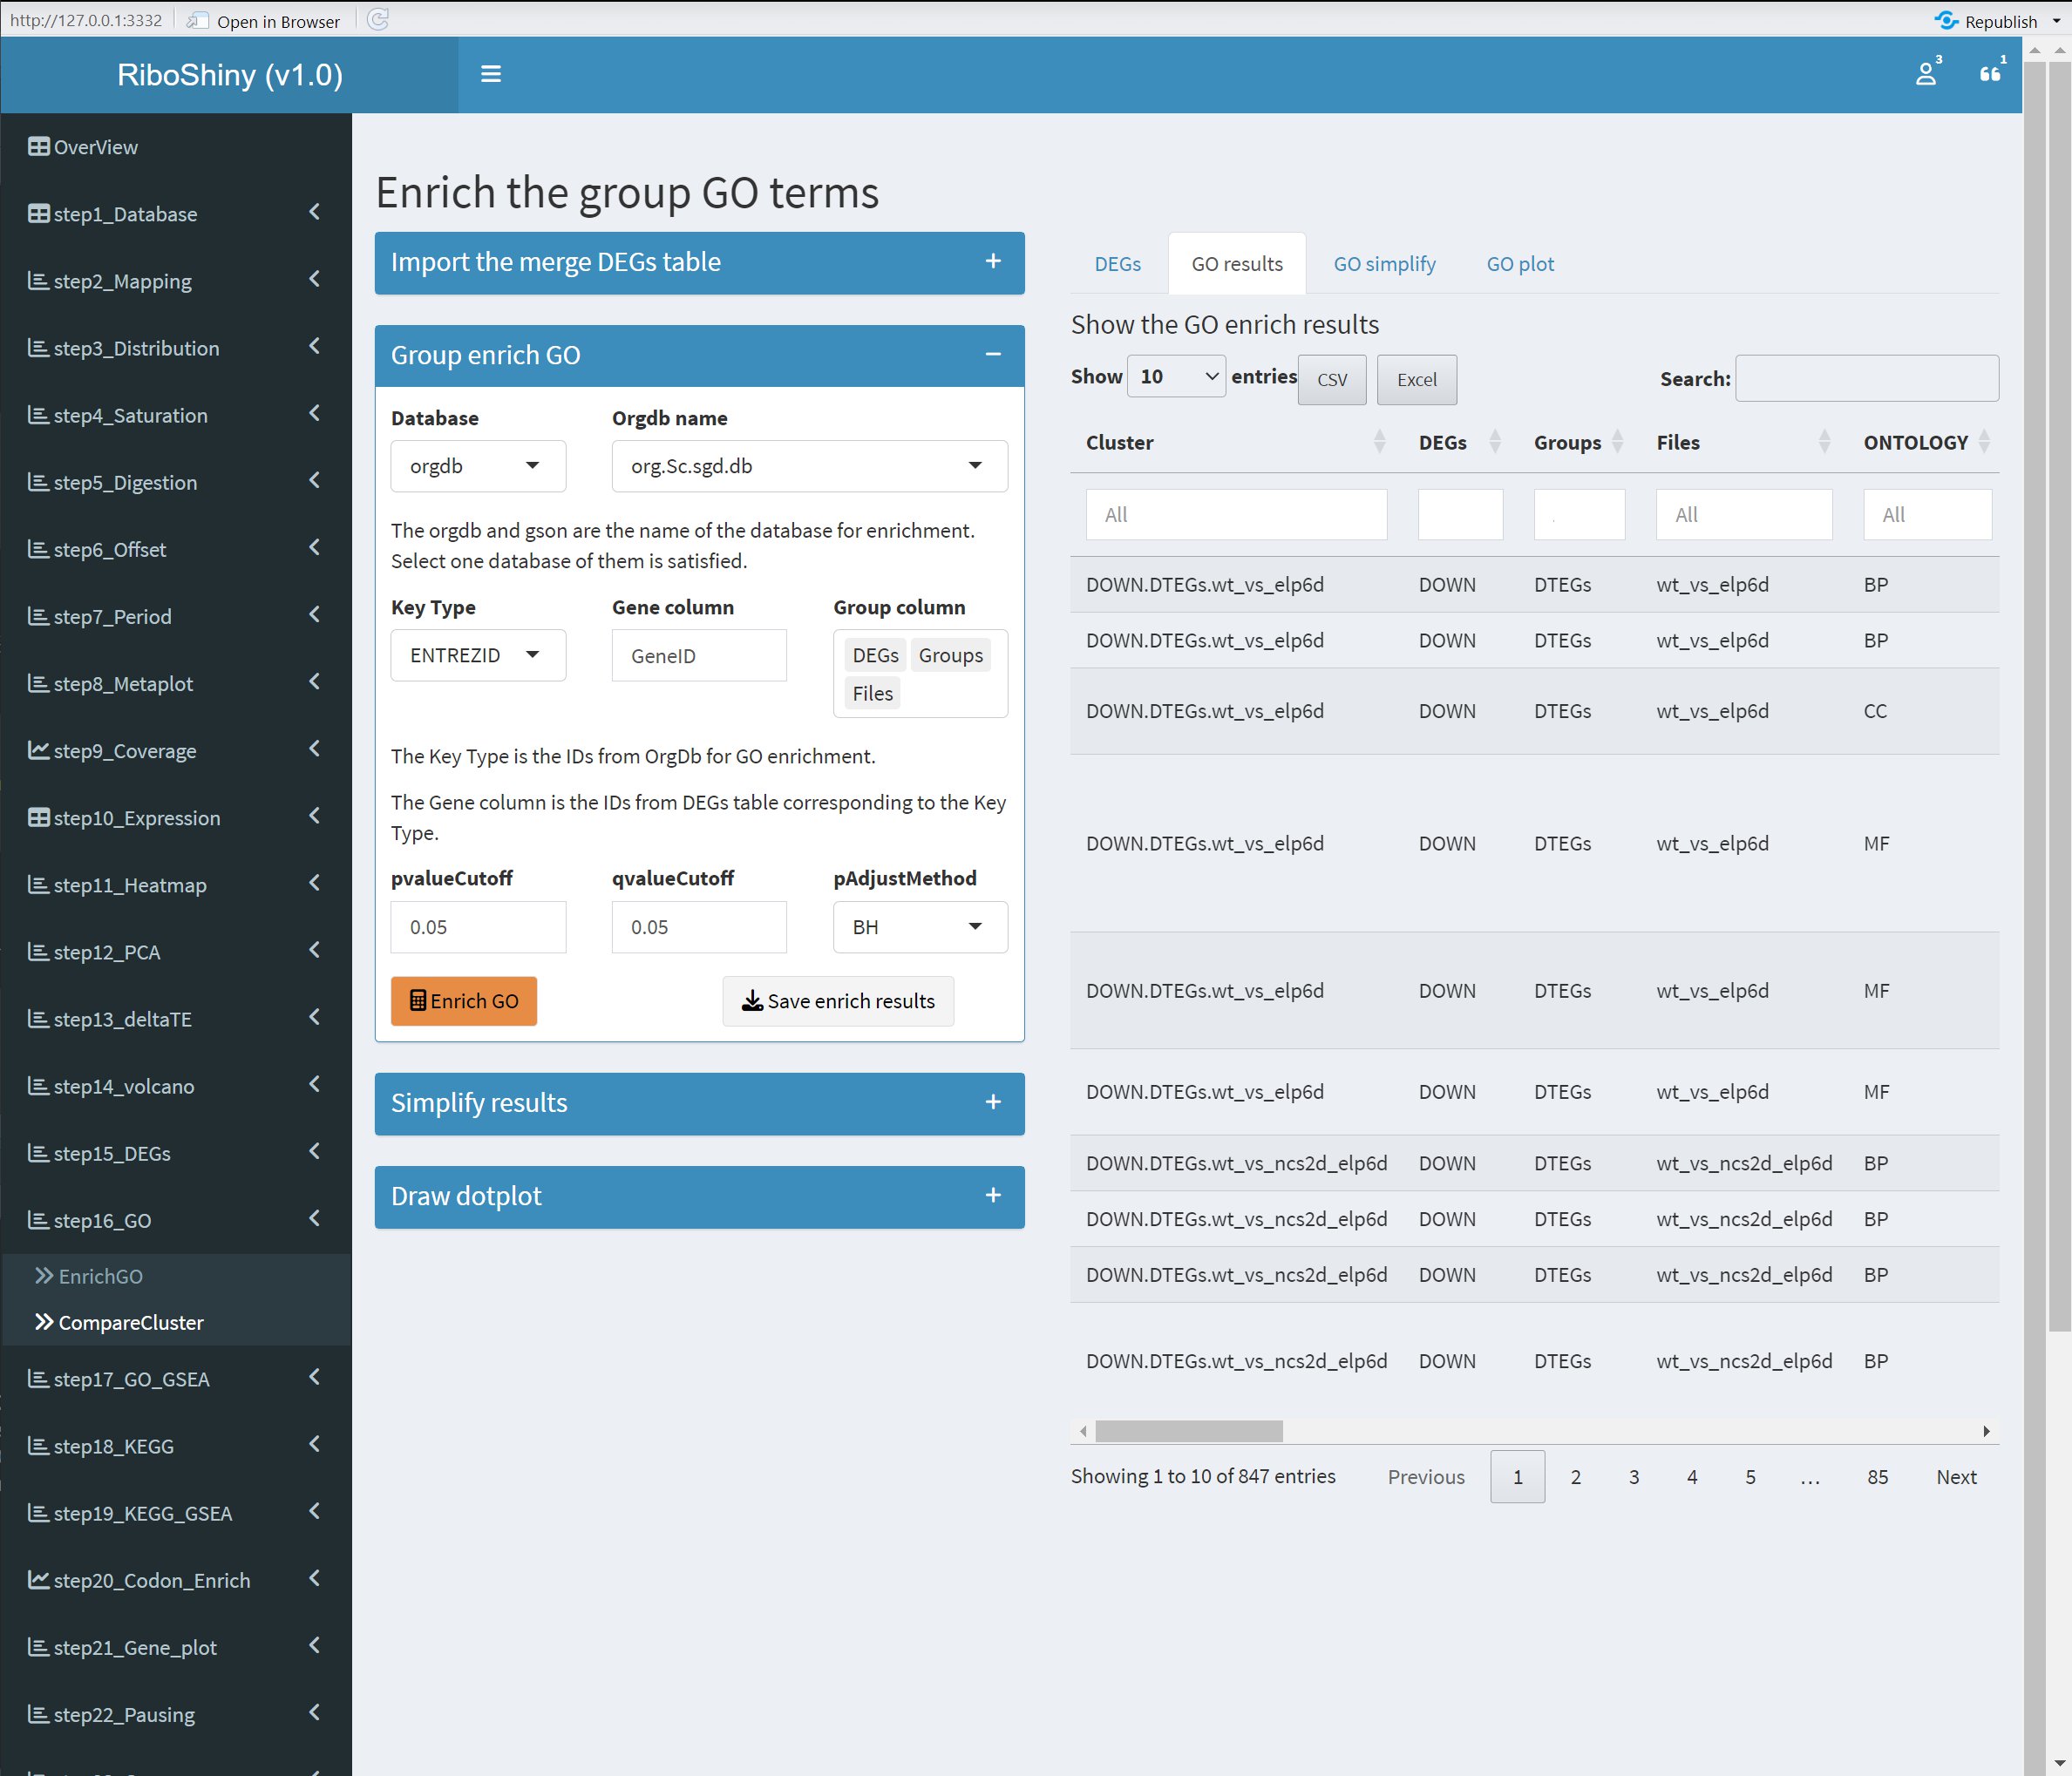 http://127.0.0.1:3332 Open in Browser Republish
RiboShiny (v1.0) 3 1
OverView
step1_Database
step2_Mapping
step3_Distribution
step4_Saturation
step5_Digestion
step6_Offset
step7_Period
step8_Metaplot
step9_Coverage
step10_Expression
step11_Heatmap
step12_PCA
step13_deltaTE
step14_volcano
step15_DEGs
step16_GO
EnrichGO
CompareCluster
step17_GO_GSEA
step18_KEGG
step19_KEGG_GSEA
step20_Codon_Enrich
step21_Gene_plot
step22_Pausing
Enrich the group GO terms
Import the merge DEGs table
Group enrich GO
Database Orgdb name
orgdb org.Sc.sgd.db
The orgdb and gson are the name of the database for enrichment.
Select one database of them is satisfied.
Key Type Gene column Group column
ENTREZID GeneID DEGs Groups
Files
The Key Type is the IDs from OrgDb for GO enrichment.
The Gene column is the IDs from DEGs table corresponding to the Key
Type.
pvalueCutoff qvalueCutoff pAdjustMethod
0.05 0.05 BH
Enrich GO Save enrich results
Simplify results
Draw dotplot
DEGs GO results GO simplify GO plot
Show the GO enrich results
Show 10 entries CSV Excel Search:
Cluster DEGs Groups Files ONTOLOGY
All All All
DOWN.DTEGs.wt_vs_elp6d DOWN DTEGs wt_vs_elp6d BP
DOWN.DTEGs.wt_vs_elp6d DOWN DTEGs wt_vs_elp6d BP
DOWN.DTEGs.wt_vs_elp6d DOWN DTEGs wt_vs_elp6d CC
DOWN.DTEGs.wt_vs_elp6d DOWN DTEGs wt_vs_elp6d MF
DOWN.DTEGs.wt_vs_elp6d DOWN DTEGs wt_vs_elp6d MF
DOWN.DTEGs.wt_vs_elp6d DOWN DTEGs wt_vs_elp6d MF
DOWN.DTEGs.wt_vs_ncs2d_elp6d DOWN DTEGs wt_vs_ncs2d_elp6d BP
DOWN.DTEGs.wt_vs_ncs2d_elp6d DOWN DTEGs wt_vs_ncs2d_elp6d BP
DOWN.DTEGs.wt_vs_ncs2d_elp6d DOWN DTEGs wt_vs_ncs2d_elp6d BP
DOWN.DTEGs.wt_vs_ncs2d_elp6d DOWN DTEGs wt_vs_ncs2d_elp6d BP
Showing 1 to 10 of 847 entries Previous 1 2 3 4 5 … 85 Next